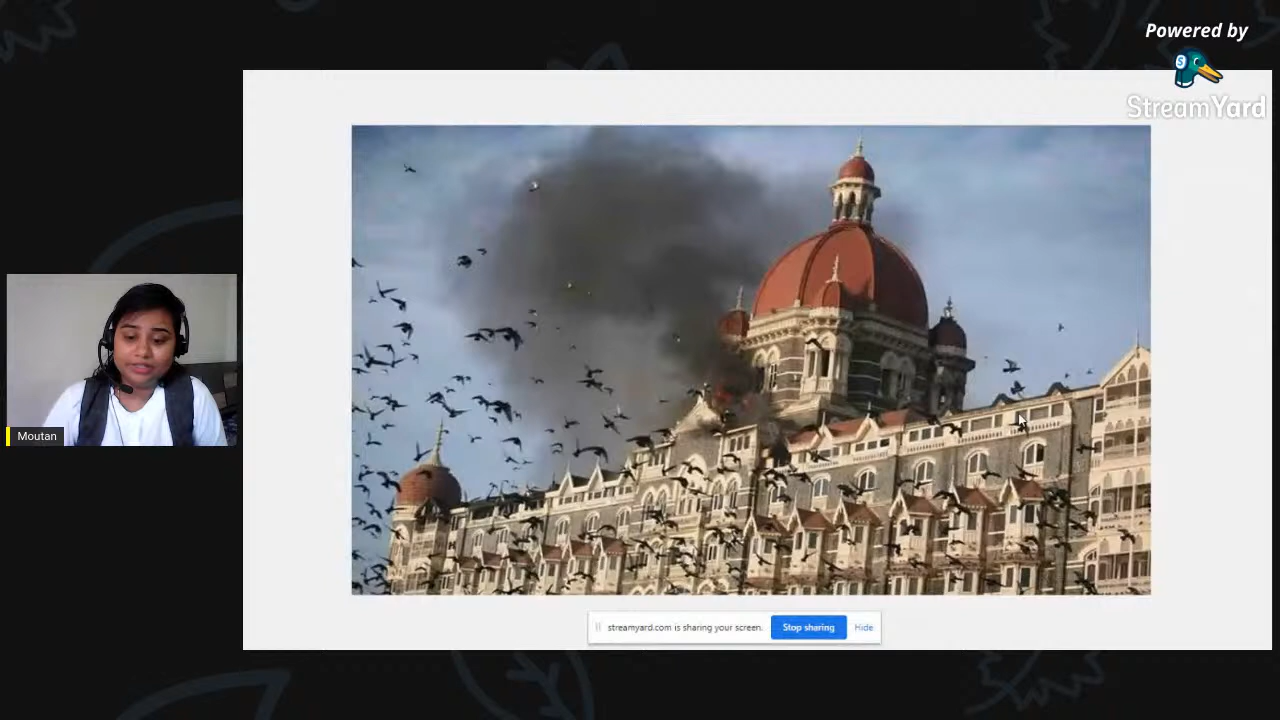 Powered by
StreamYard
Moutan
streamyard.com is sharing your screen.
Stop sharing
Hide